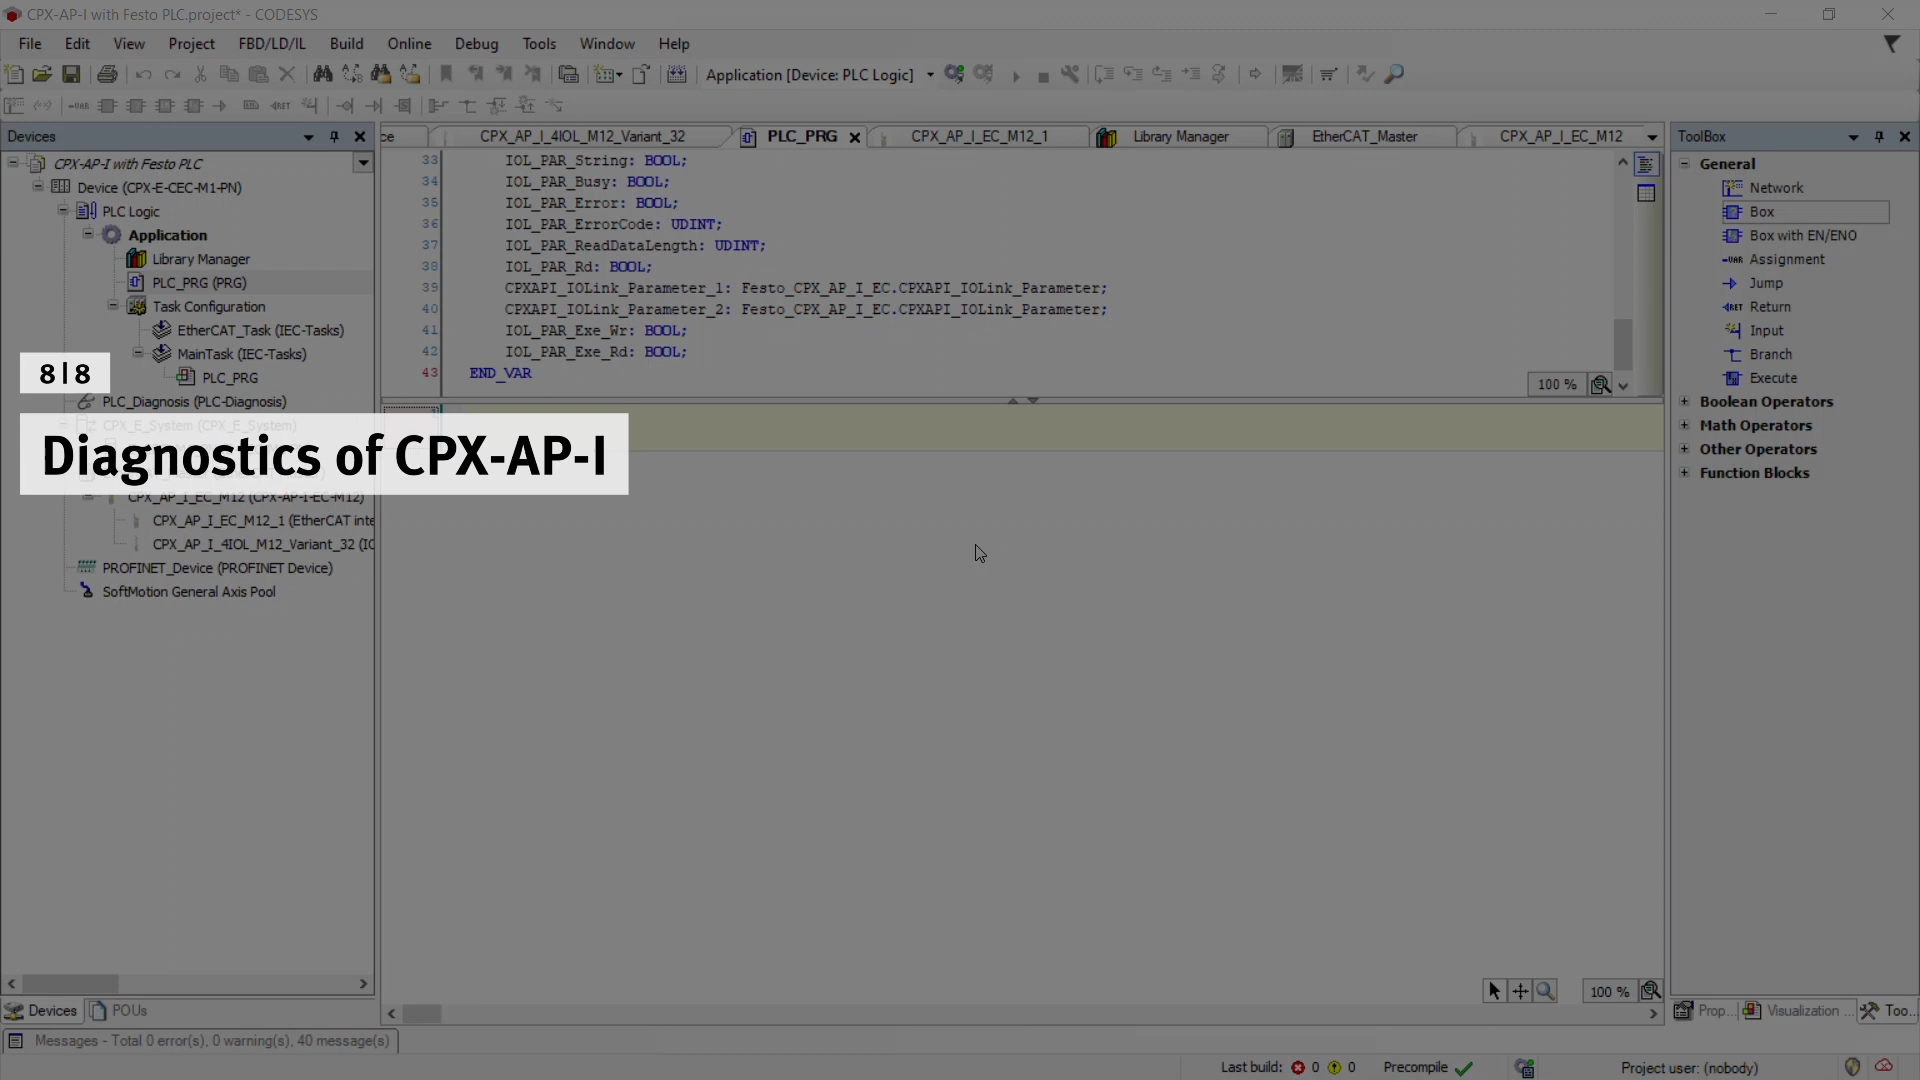 CPX-AP-I with Festo PLC.project* - CODESYS
File Edit View Project FBD/LD/IL Build Online Debug Tools Window Help
Application [Device: PLC Logic]
Devices
CPX-AP-I with Festo PLC
Device (CPX-E-CEC-M1-PN)
PLC Logic
Application
Library Manager
PLC_PRG (PRG)
Task Configuration
EtherCAT_Task (IEC-Tasks)
MainTask (IEC-Tasks)
PLC_PRG
PLC_Diagnosis (PLC-Diagnosis)
CPX_E_System (CPX_E_System)
CPX_AP_I_EC_M12 (CPX-AP-I-EC-M12)
CPX_AP_I_EC_M12_1 (EtherCAT inte
CPX_AP_I_4IOL_M12_Variant_32 (IO
PROFINET_Device (PROFINET Device)
SoftMotion General Axis Pool
8|8
Diagnostics of CPX-AP-I
ce CPX_AP_I_4IOL_M12_Variant_32 PLC_PRG CPX_AP_I_EC_M12_1 Library Manager EtherCAT_Master CPX_AP_I_EC_M12
33 IOL_PAR_String: BOOL;
34 IOL_PAR_Busy: BOOL;
35 IOL_PAR_Error: BOOL;
36 IOL_PAR_ErrorCode: UDINT;
37 IOL_PAR_ReadDataLength: UDINT;
38 IOL_PAR_Rd: BOOL;
39 CPXAPI_IOLink_Parameter_1: Festo_CPX_AP_I_EC.CPXAPI_IOLink_Parameter;
40 CPXAPI_IOLink_Parameter_2: Festo_CPX_AP_I_EC.CPXAPI_IOLink_Parameter;
41 IOL_PAR_Exe_Wr: BOOL;
42 IOL_PAR_Exe_Rd: BOOL;
43 END_VAR
100 %
100 %
ToolBox
General
Network
Box
Box with EN/ENO
Assignment
Jump
Return
Input
Branch
Execute
Boolean Operators
Math Operators
Other Operators
Function Blocks
Devices POUs
Prop... Visualization ... Too...
Messages - Total 0 error(s), 0 warning(s), 40 message(s)
Last build: 0 0 Precompile Project user: (nobody)